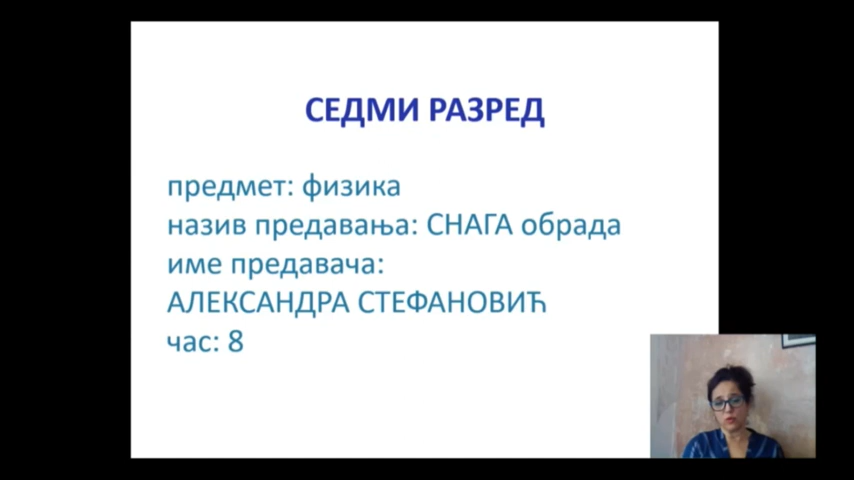 СЕДМИ РАЗРЕД
предмет: физика
назив предавања: СНАГА обрада
име предавача:
АЛЕКСАНДРА СТЕФАНОВИЋ
час: 8